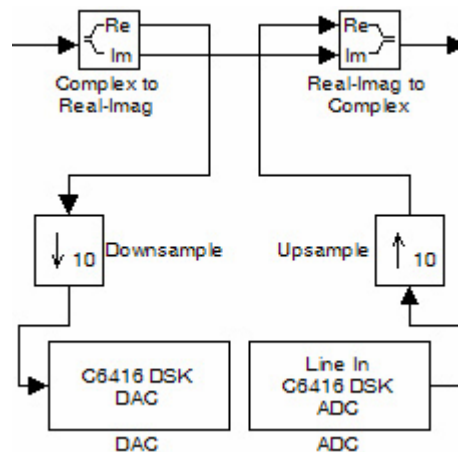 Re
Im
Complex to
Real-Imag
Re
Im
Real-Imag to
Complex
10
Downsample
Upsample
10
C6416 DSK
DAC
DAC
Line In
C6416 DSK
ADC
ADC